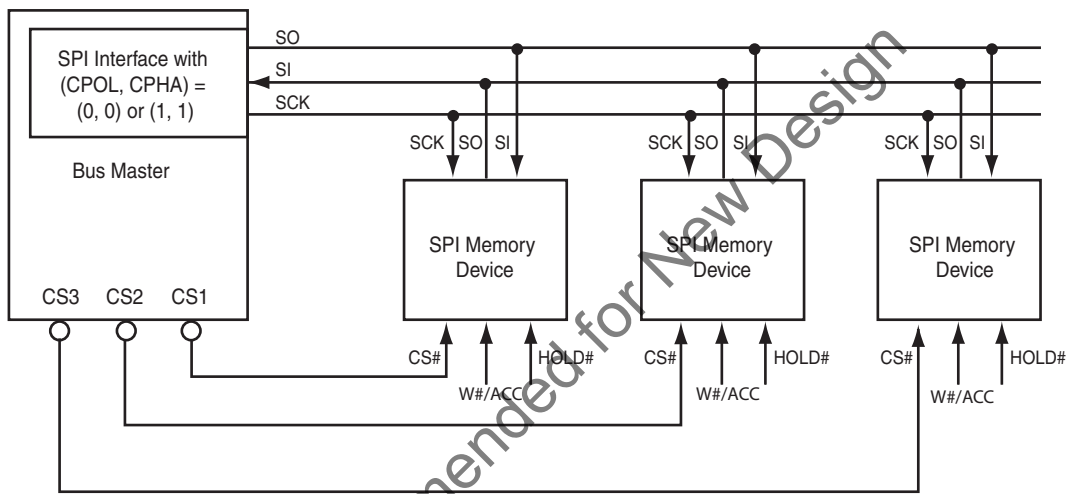 SO
SI
SCK
SPI Interface with
(CPOL, CPHA) =
(0, 0) or (1, 1)
Bus Master
CS3 CS2 CS1
SCK SO SI
SCK SO SI
SCK SO SI
SPI Memory
Device
SPI Memory
Device
SPI Memory
Device
CS# HOLD#
W#/ACC
CS# HOLD#
W#/ACC
CS# HOLD#
W#/ACC
for New Design